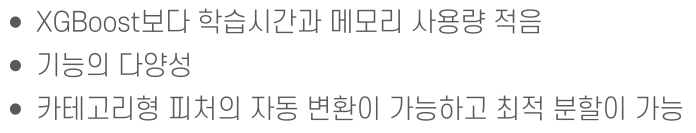 • XGBoost보다 학습시간과 메모리 사용량 적음
• 기능의 다양성
• 카테고리형 피처의 자동 변환이 가능하고 최적 분할이 가능